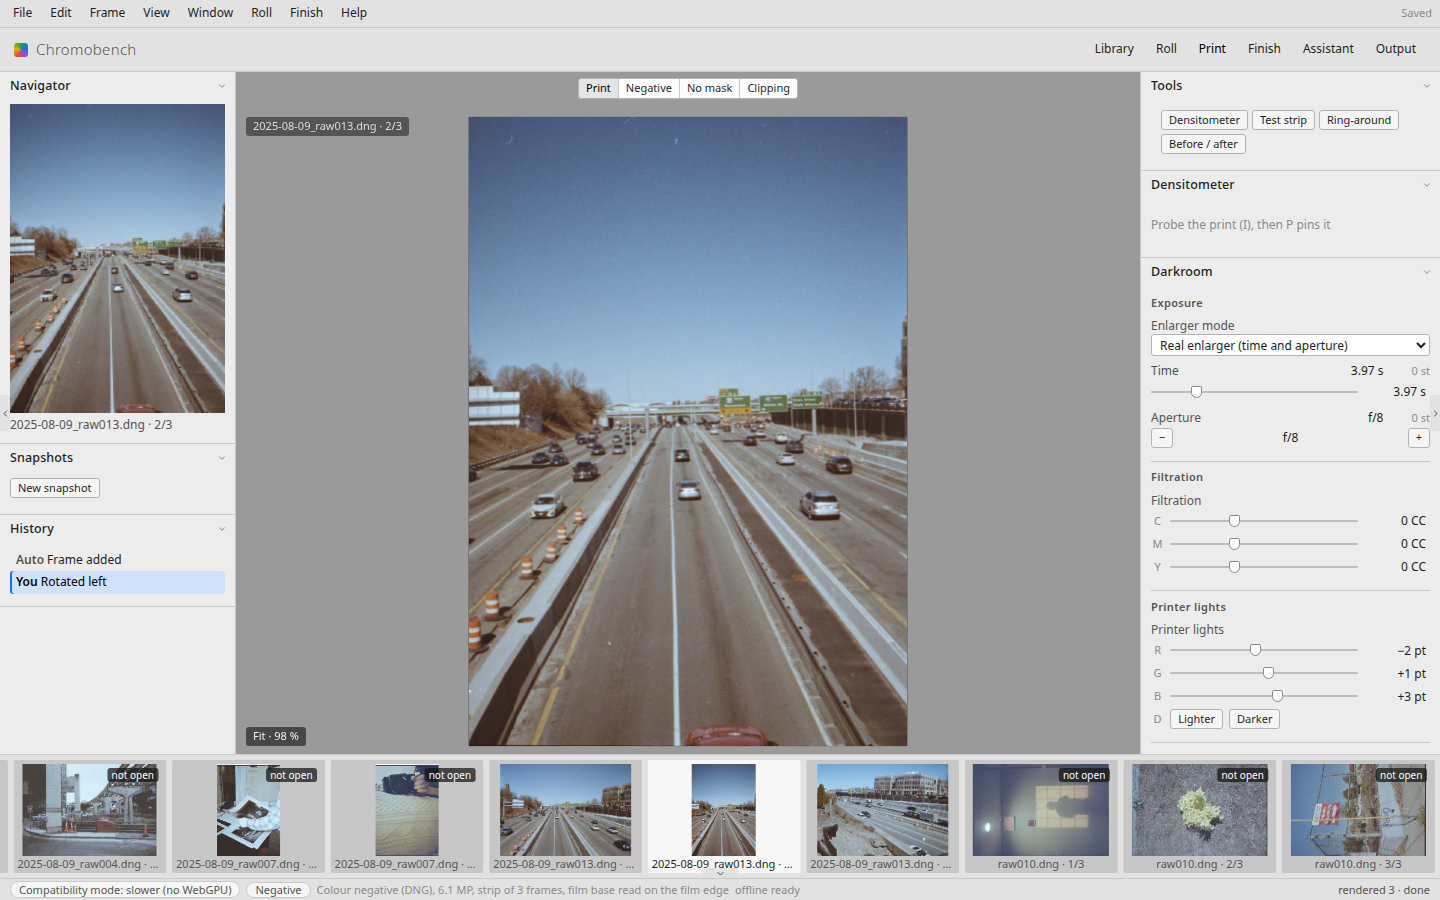 File Edit Frame View Window Roll Finish Help Saved
Chromobench Library Roll Print Finish Assistant Output
Navigator
2025-08-09_raw013.dng · 2/3
Snapshots
New snapshot
History
Auto Frame added
You Rotated left
Print Negative No mask Clipping
2025-08-09_raw013.dng · 2/3
Fit · 98 %
Tools
Densitometer Test strip Ring-around
Before / after
Densitometer
Probe the print (I), then P pins it
Darkroom
Exposure
Enlarger mode
Real enlarger (time and aperture)
Time 3.97 s 0 st
3.97 s
Aperture f/8 0 st
− f/8 +
Filtration
Filtration
C 0 CC
M 0 CC
Y 0 CC
Printer lights
Printer lights
R −2 pt
G +1 pt
B +3 pt
D Lighter Darker
not open not open not open not open not open not open
2025-08-09_raw004.dng · ... 2025-08-09_raw007.dng · ... 2025-08-09_raw007.dng · ... 2025-08-09_raw013.dng · ... 2025-08-09_raw013.dng · ... 2025-08-09_raw013.dng · ... raw010.dng · 1/3 raw010.dng · 2/3 raw010.dng · 3/3
Compatibility mode: slower (no WebGPU) Negative Colour negative (DNG), 6.1 MP, strip of 3 frames, film base read on the film edge offline ready rendered 3 · done